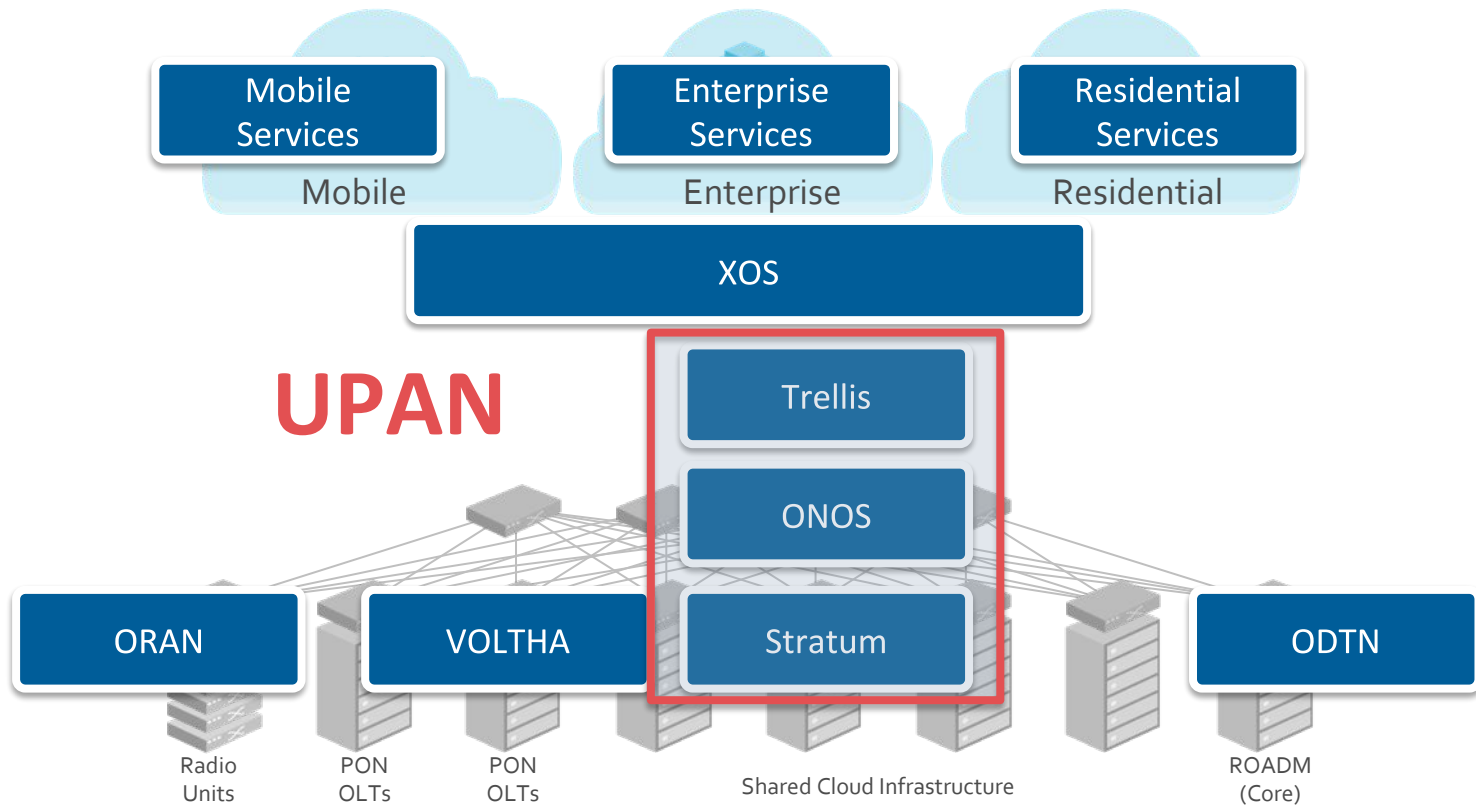 Mobile
Services
Enterprise
Services
Residential
Services
Mobile
Enterprise
Residential
XOS
UPAN
Trellis
ONOS
ORAN
VOLTHA
Stratum
ODTN
Radio
Units
PON
OLTs
PON
OLTs
Shared Cloud Infrastructure
ROADM
(Core)